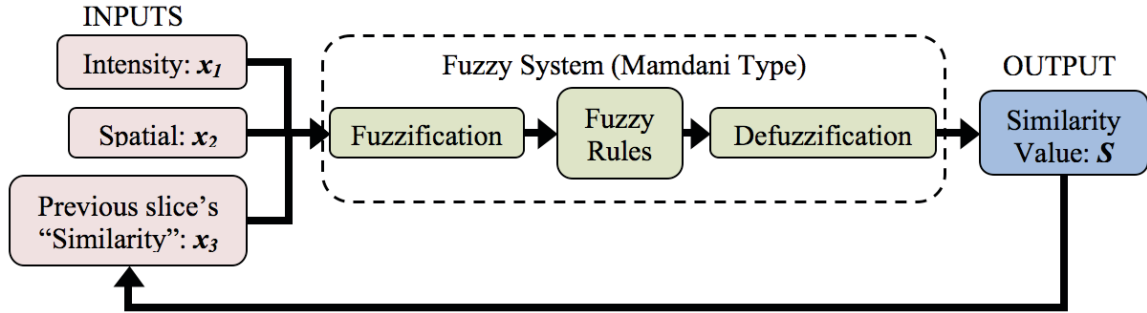 INPUTS
Intensity: x1
Spatial: x2
Previous slice's
“Similarity”: x3
Fuzzy System (Mamdani Type)
Fuzzification
Fuzzy
Rules
Defuzzification
OUTPUT
Similarity
Value: S